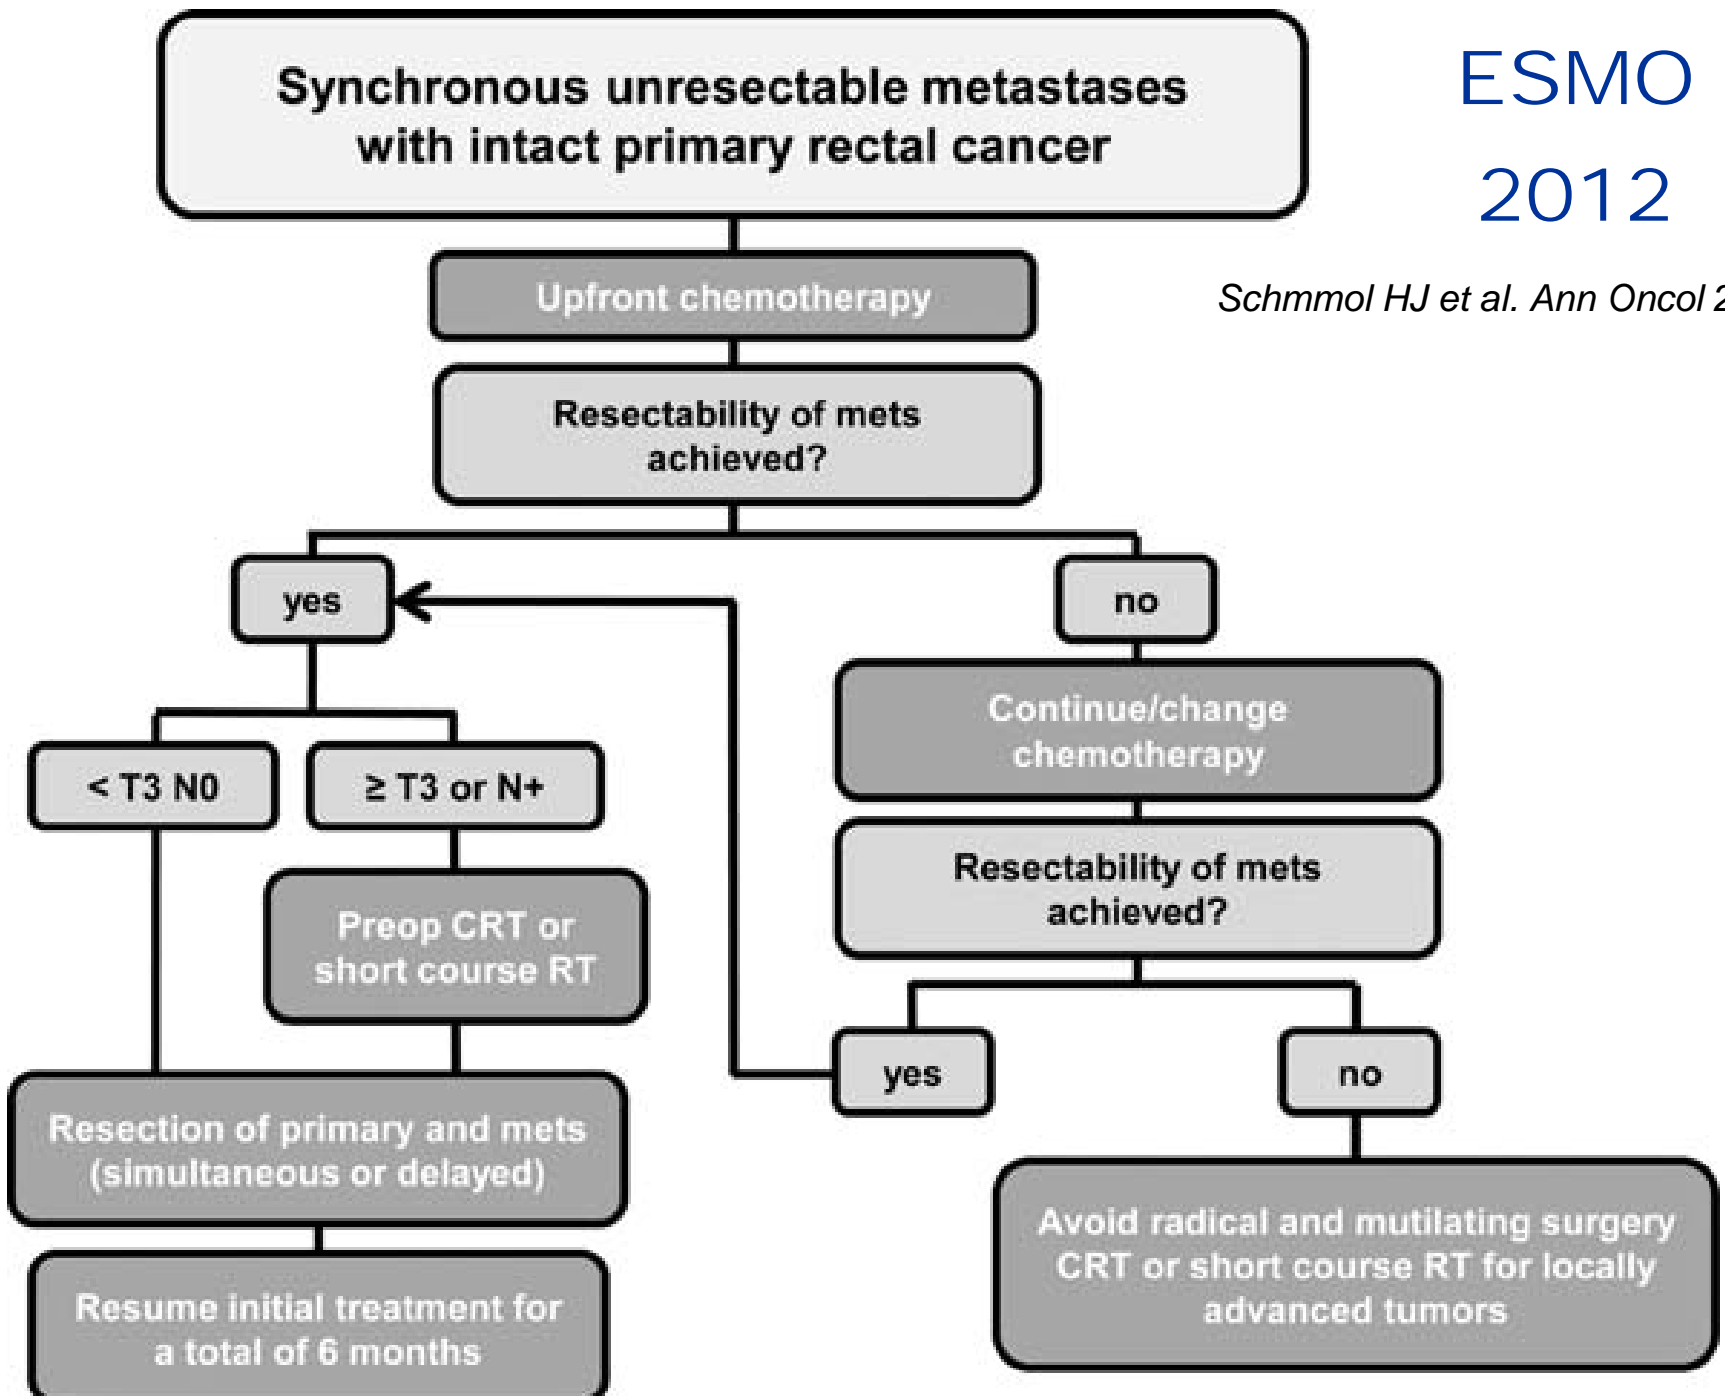 Synchronous unresectable metastases
with intact primary rectal cancer
ESMO
2012
Schmmol HJ et al. Ann Oncol 2
Upfront chemotherapy
Resectability of mets
achieved?
yes
no
< T3 N0
≥ T3 or N+
Continue/change
chemotherapy
Preop CRT or
short course RT
Resectability of mets
achieved?
yes
no
Resection of primary and mets
(simultaneous or delayed)
Avoid radical and mutilating surgery
CRT or short course RT for locally
advanced tumors
Resume initial treatment for
a total of 6 months